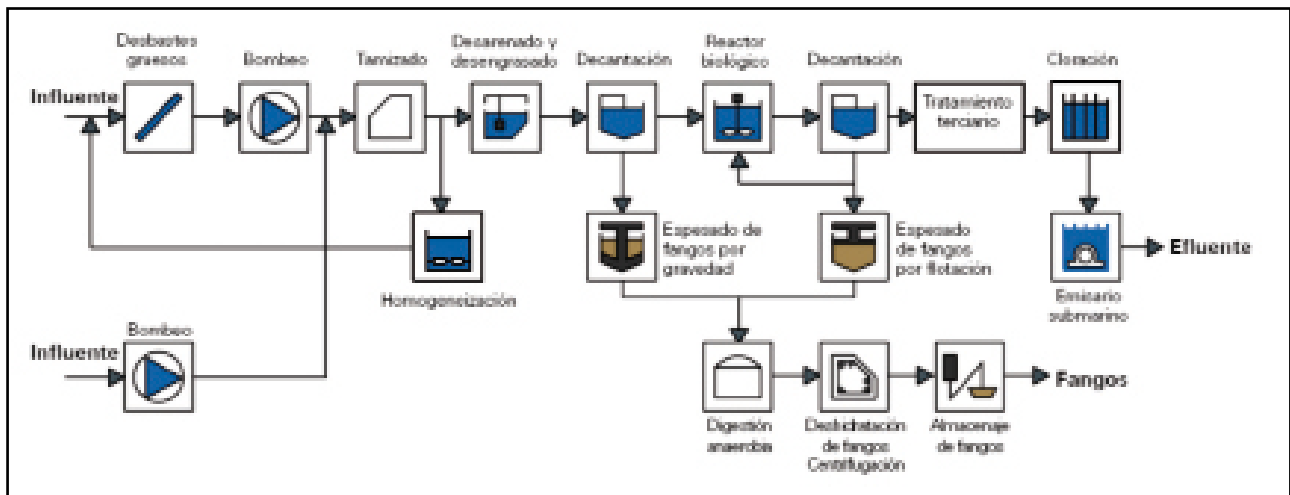 Desbastes
gruesos
Bombeo
Tamizado
Desarenado y
desengrasado
Decantación
Reactor
biológico
Decantación
Cloración
Influente
Tratamiento
terciario
Espesado de
fangos por
gravedad
Espesado
de fangos
por flotación
Efluente
Homogeneización
Emisario
submarino
Bombeo
Influente
Fangos
Digestión
anaerobia
Deshidratación
de fangos
Centrifugación
Almacenaje
de fangos